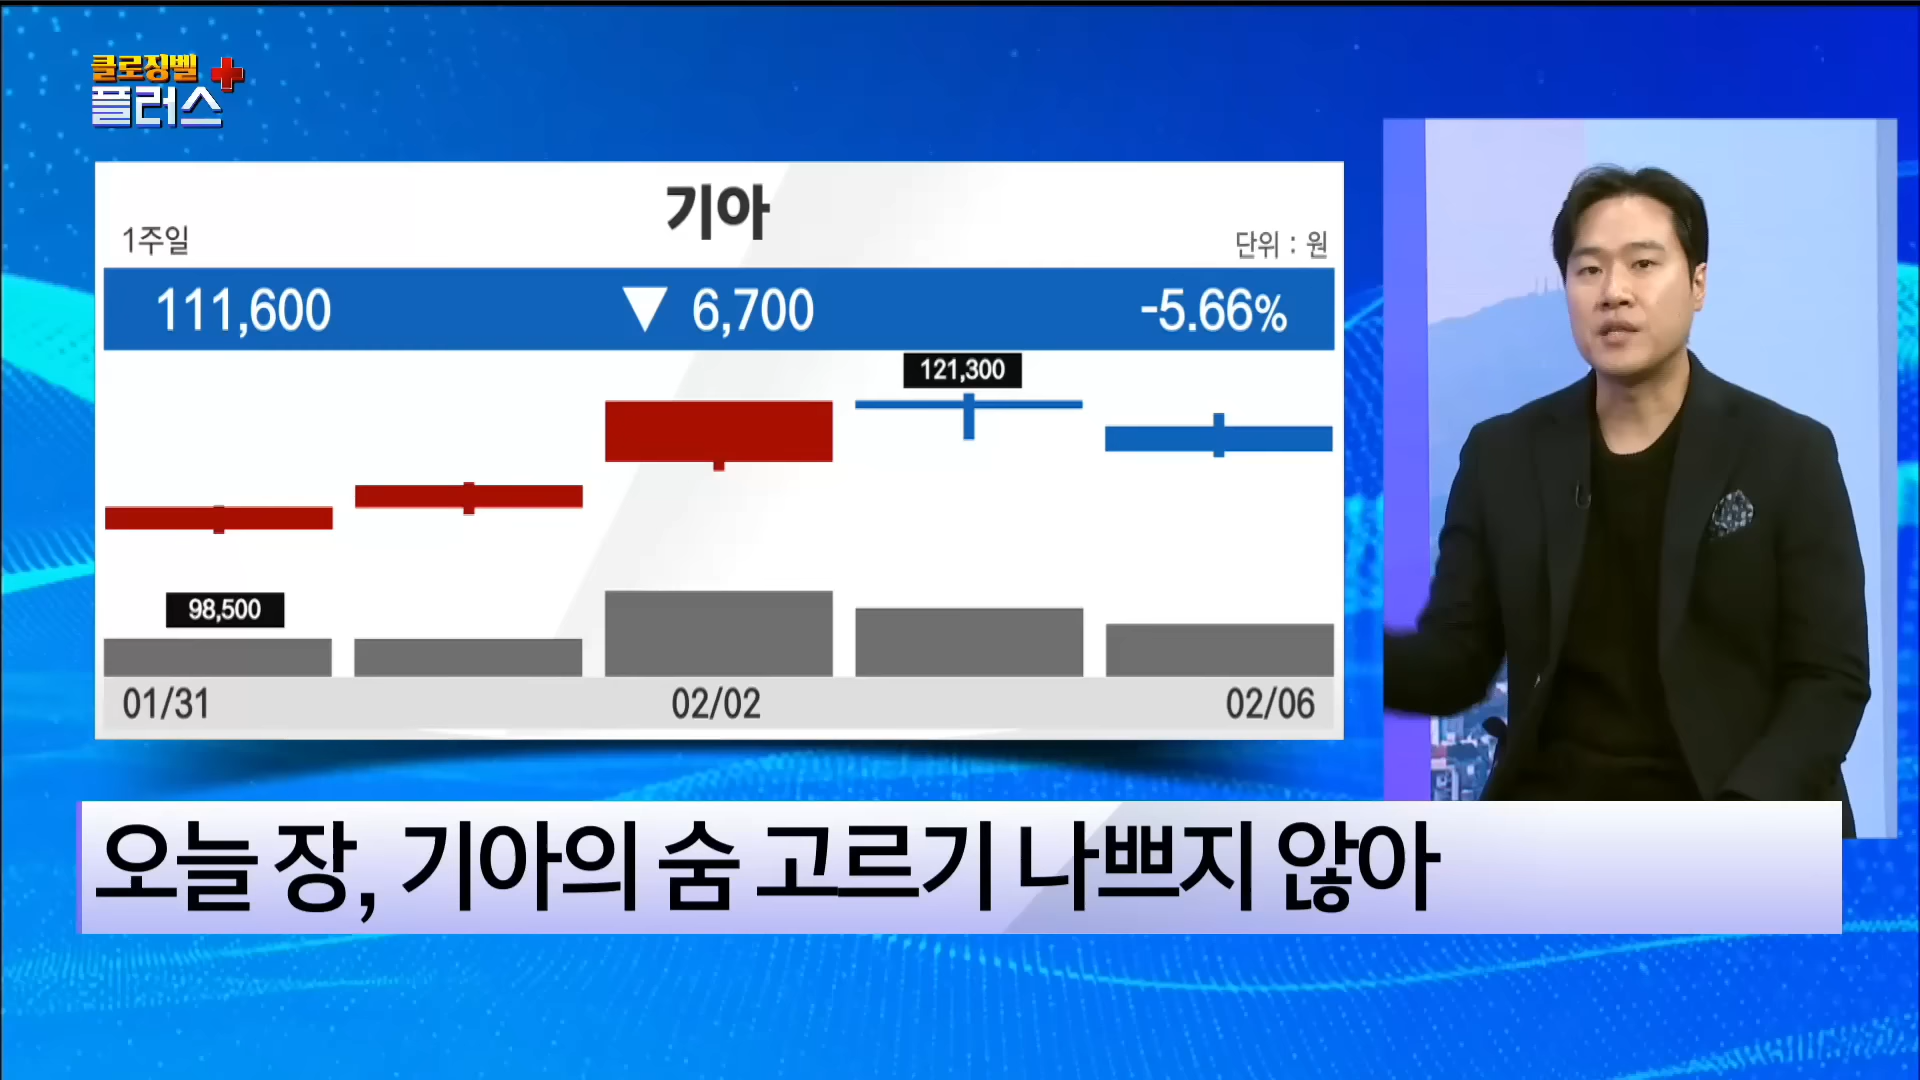 클로징벨
플러스+
기아
1주일
단위 : 원
111,600 ▼ 6,700 -5.66%
121,300
98,500
01/31 02/02 02/06
오늘 장, 기아의 숨 고르기 나쁘지 않아